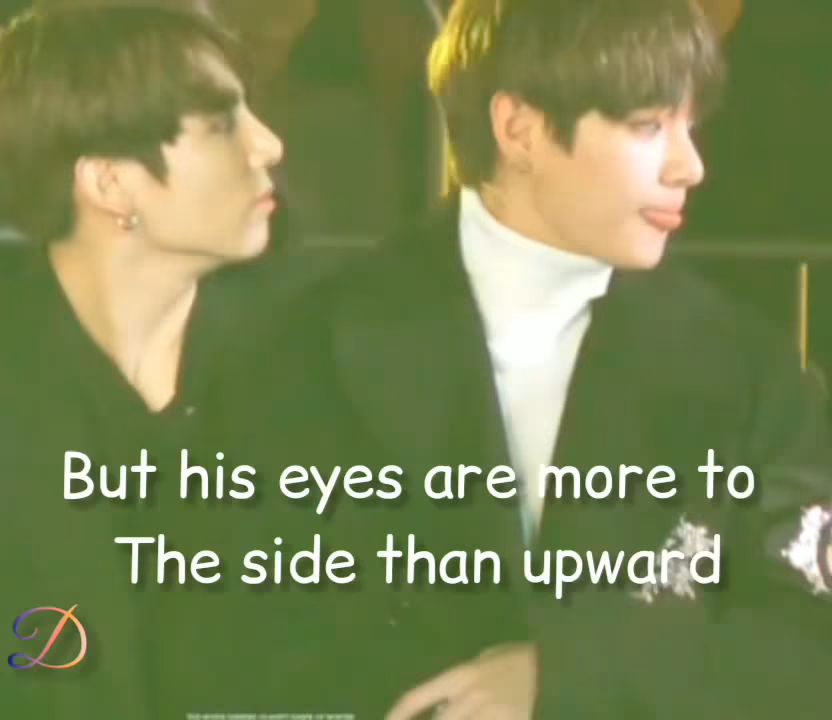 But his eyes are more to
The side than upward
D